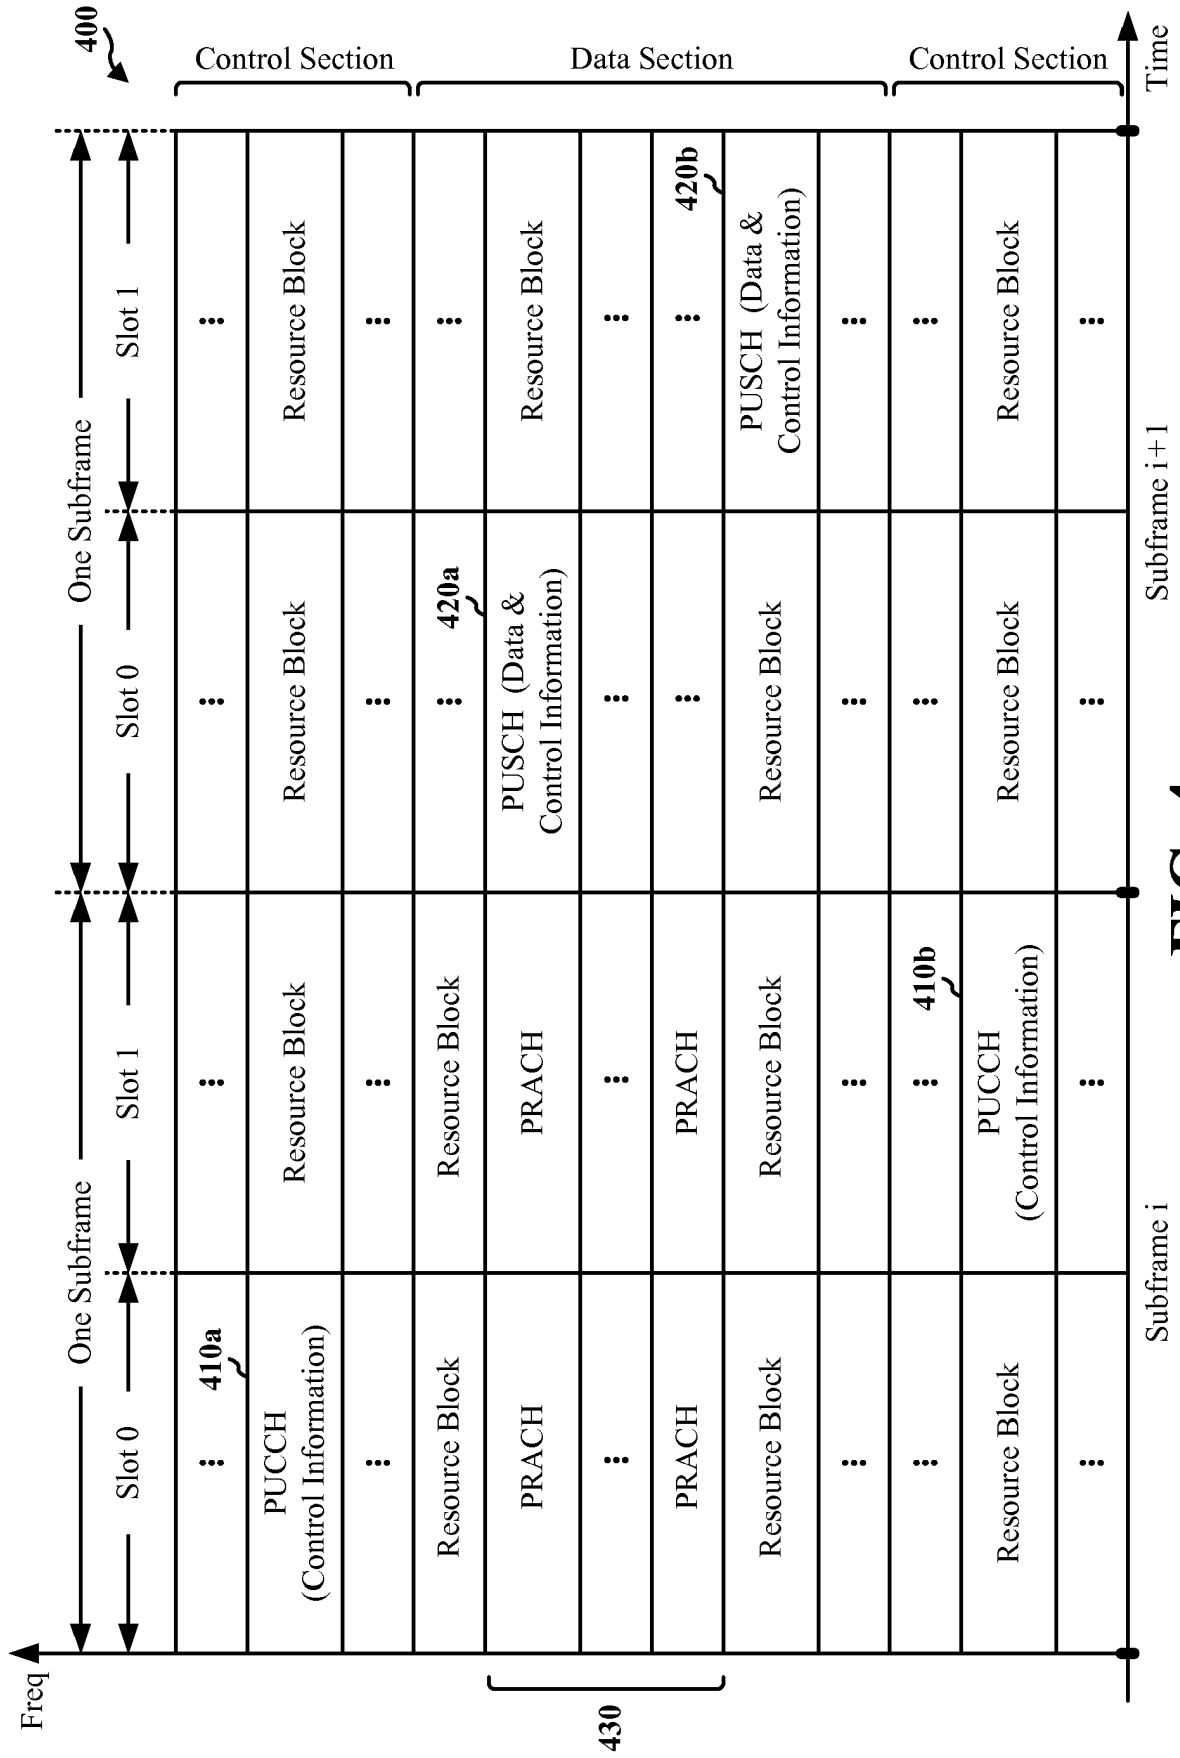 Freq
400
One Subframe
One Subframe
Slot 0
Slot 1
Slot 0
Slot 1
...
410a
...
...
...
PUCCH
(Control Information)
Resource Block
Resource Block
Resource Block
Control Section
...
...
...
...
Resource Block
Resource Block
...
420a
...
PRACH
PRACH
PUSCH (Data &
Control Information)
Resource Block
430
...
...
...
...
Data Section
PRACH
PRACH
...
...
420b
Resource Block
Resource Block
Resource Block
PUSCH (Data &
Control Information)
...
...
...
...
...
...
410b
...
...
Resource Block
PUCCH
(Control Information)
Resource Block
Resource Block
Control Section
...
...
...
...
Subframe i
Subframe i+1
Time